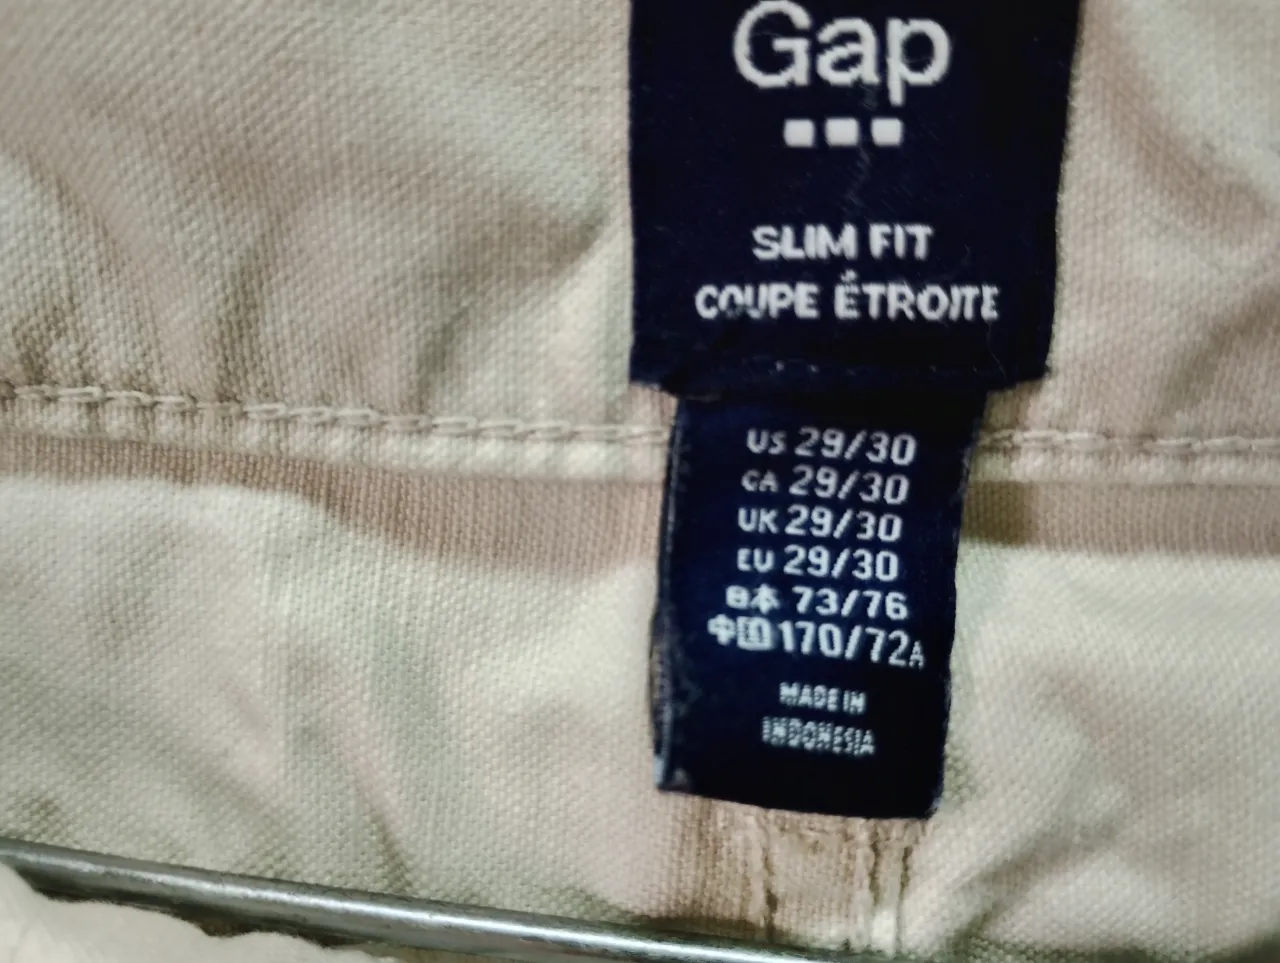 Gap
SLIM FIT
COUPE ÉTROITE
US 29/30
CA 29/30
UK 29/30
EU 29/30
日本 73/76
中国 170/72A
MADE IN
INDONESIA